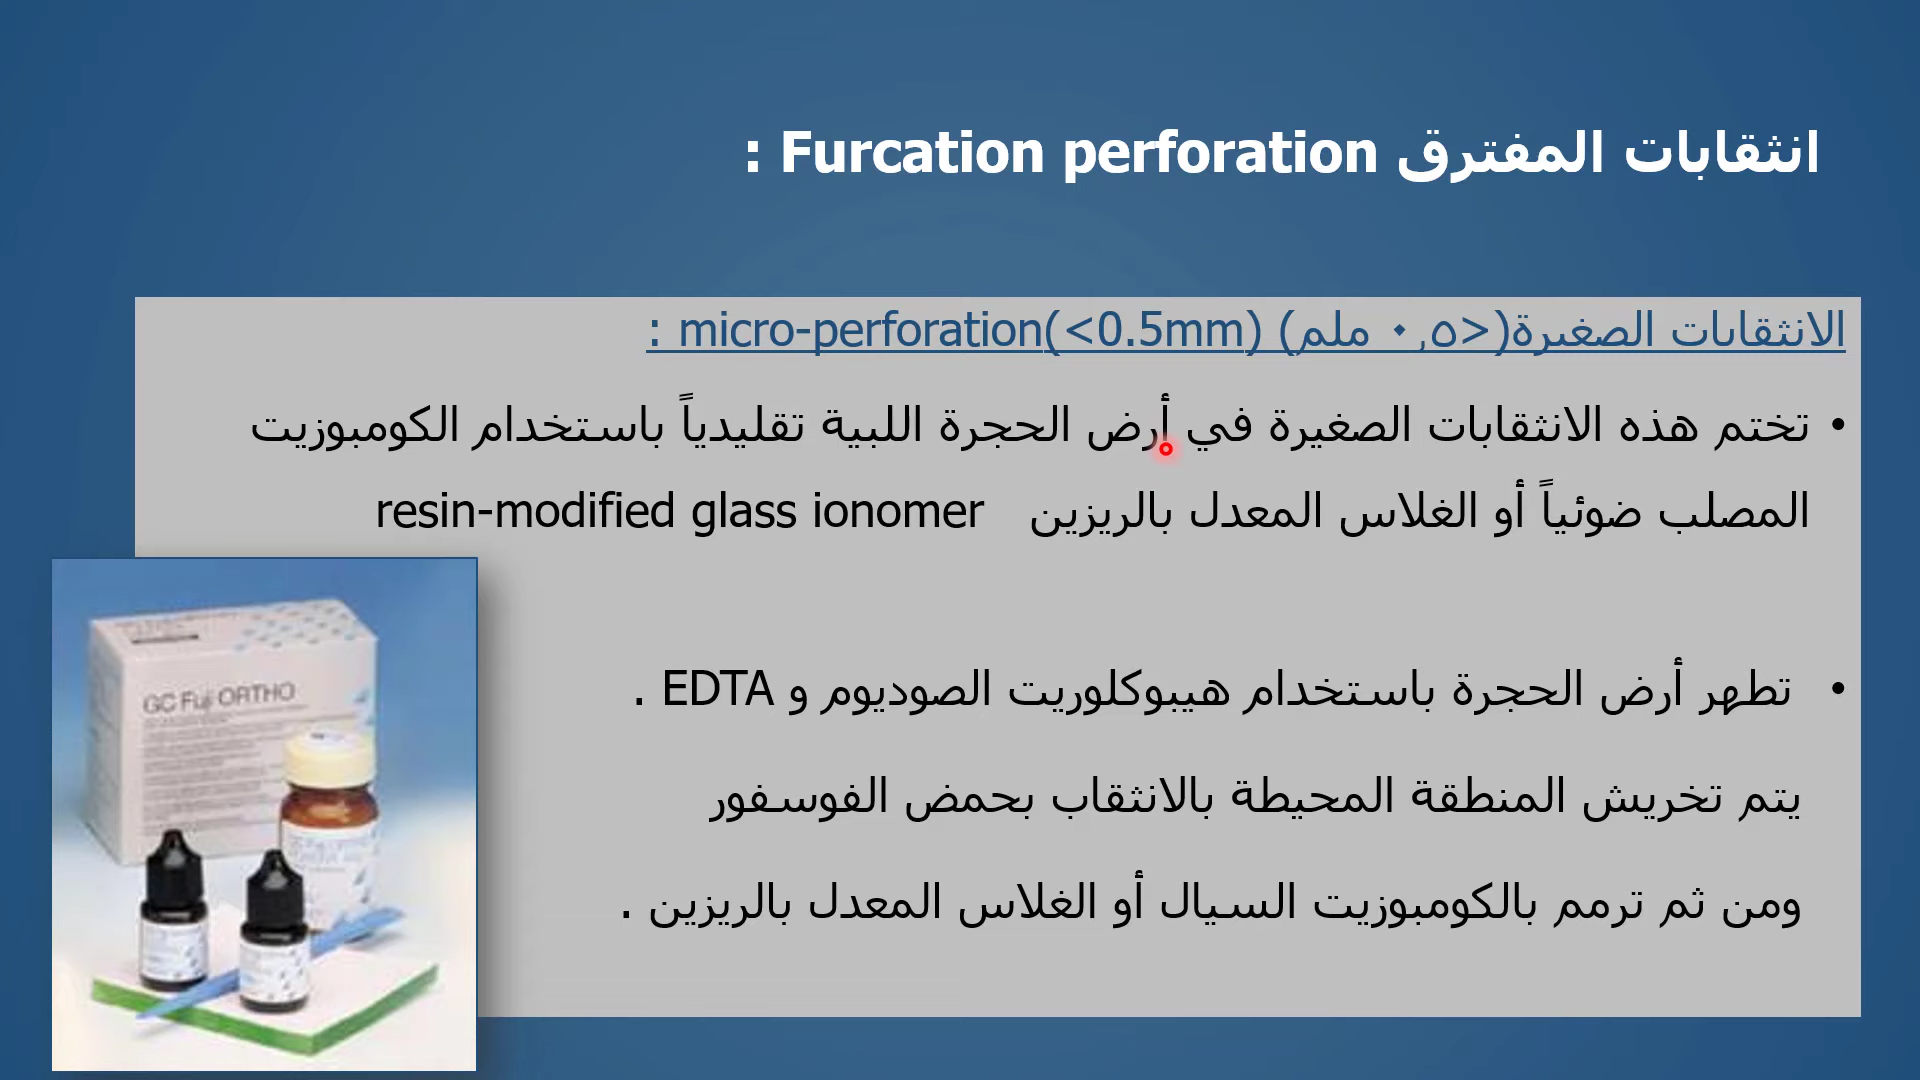 انثقابات المفترق Furcation perforation :
الانثقابات الصغيرة(<٠,٥ ملم) micro-perforation(<0.5mm) :
• تختم هذه الانثقابات الصغيرة في أرض الحجرة اللبية تقليدياً باستخدام الكومبوزيت
المصلب ضوئياً أو الغلاس المعدل بالريزين resin-modified glass ionomer
• تطهر أرض الحجرة باستخدام هيبوكلوريت الصوديوم و EDTA .
يتم تخريش المنطقة المحيطة بالانثقاب بحمض الفوسفور
ومن ثم ترمم بالكومبوزيت السيال أو الغلاس المعدل بالريزين .
GC Fuji ORTHO